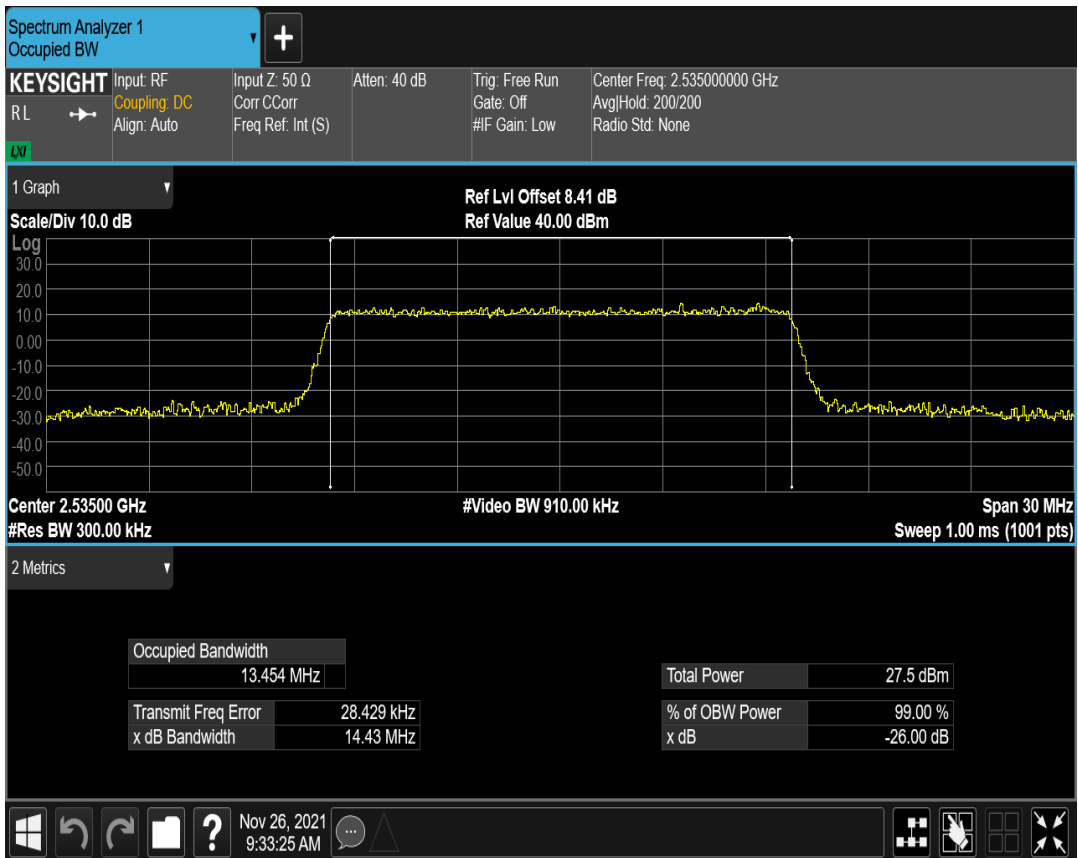 Spectrum Analyzer 1
Occupied BW
KEYSIGHT
R L
LXI
Input: RF
Coupling: DC
Align: Auto
Input Z: 50 Ω
Corr CCorr
Freq Ref: Int (S)
Atten: 40 dB
Trig: Free Run
Gate: Off
#IF Gain: Low
Center Freq: 2.535000000 GHz
Avg|Hold: 200/200
Radio Std: None
1 Graph
Scale/Div 10.0 dB
Ref Lvl Offset 8.41 dB
Ref Value 40.00 dBm
Log
30.0
20.0
10.0
0.00
-10.0
-20.0
-30.0
-40.0
-50.0
Center 2.53500 GHz
#Video BW 910.00 kHz
Span 30 MHz
#Res BW 300.00 kHz
Sweep 1.00 ms (1001 pts)
2 Metrics
Occupied Bandwidth
13.454 MHz
Total Power 27.5 dBm
Transmit Freq Error 28.429 kHz
% of OBW Power 99.00 %
x dB Bandwidth 14.43 MHz
x dB -26.00 dB
?
Nov 26, 2021
9:33:25 AM